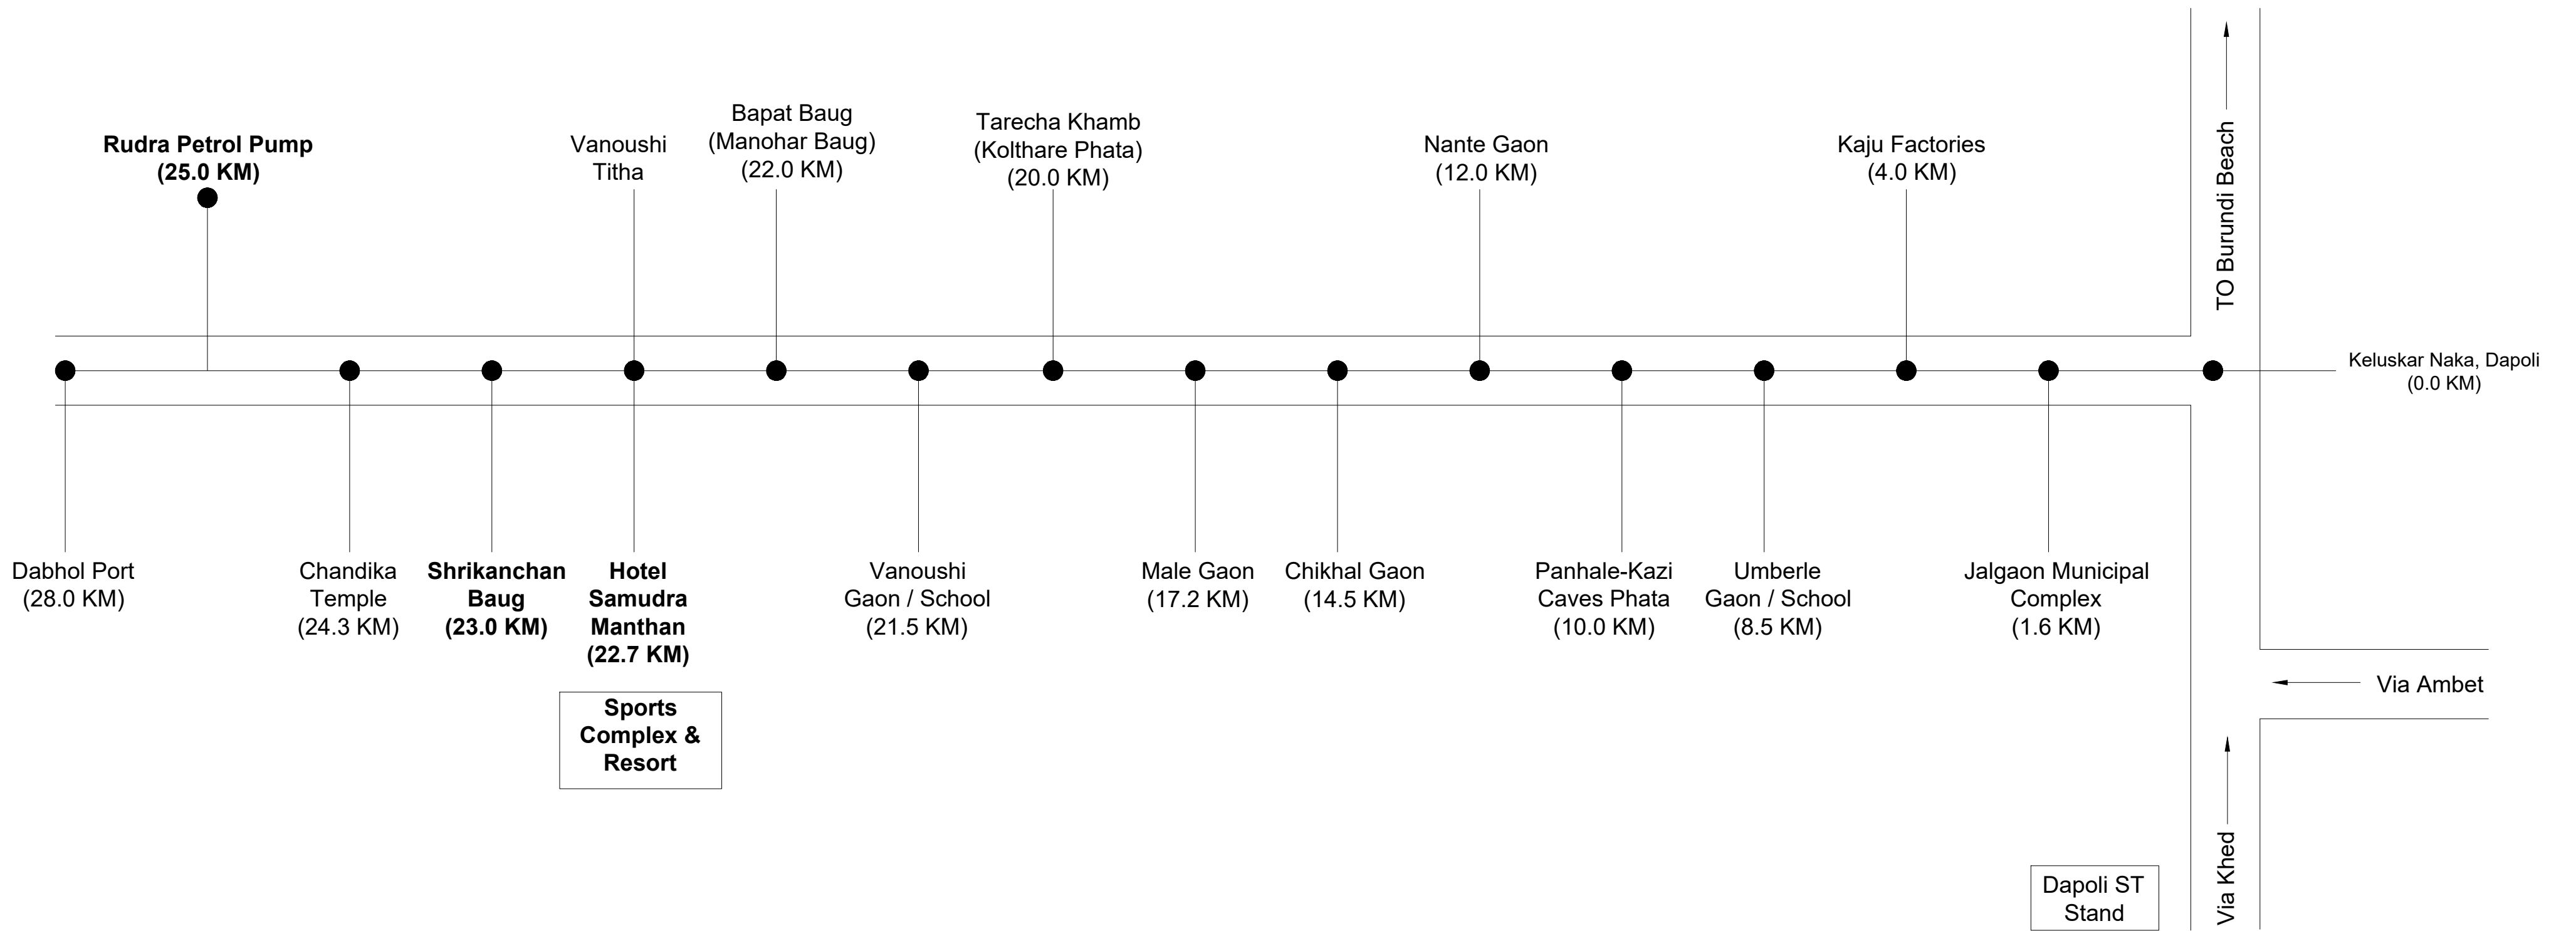 Rudra Petrol Pump
(25.0 KM)
Vanoushi
Titha
Bapat Baug
(Manohar Baug)
(22.0 KM)
Tarecha Khamb
(Kolthare Phata)
(20.0 KM)
Nante Gaon
(12.0 KM)
Kaju Factories
(4.0 KM)
TO Burundi Beach
Keluskar Naka, Dapoli
(0.0 KM)
Dabhol Port
(28.0 KM)
Chandika
Temple
(24.3 KM)
Shrikanchan
Baug
(23.0 KM)
Hotel
Samudra
Manthan
(22.7 KM)
Sports
Complex &
Resort
Vanoushi
Gaon / School
(21.5 KM)
Male Gaon
(17.2 KM)
Chikhal Gaon
(14.5 KM)
Panhale-Kazi
Caves Phata
(10.0 KM)
Umberle
Gaon / School
(8.5 KM)
Jalgaon Municipal
Complex
(1.6 KM)
Via Ambet
Via Khed
Dapoli ST
Stand